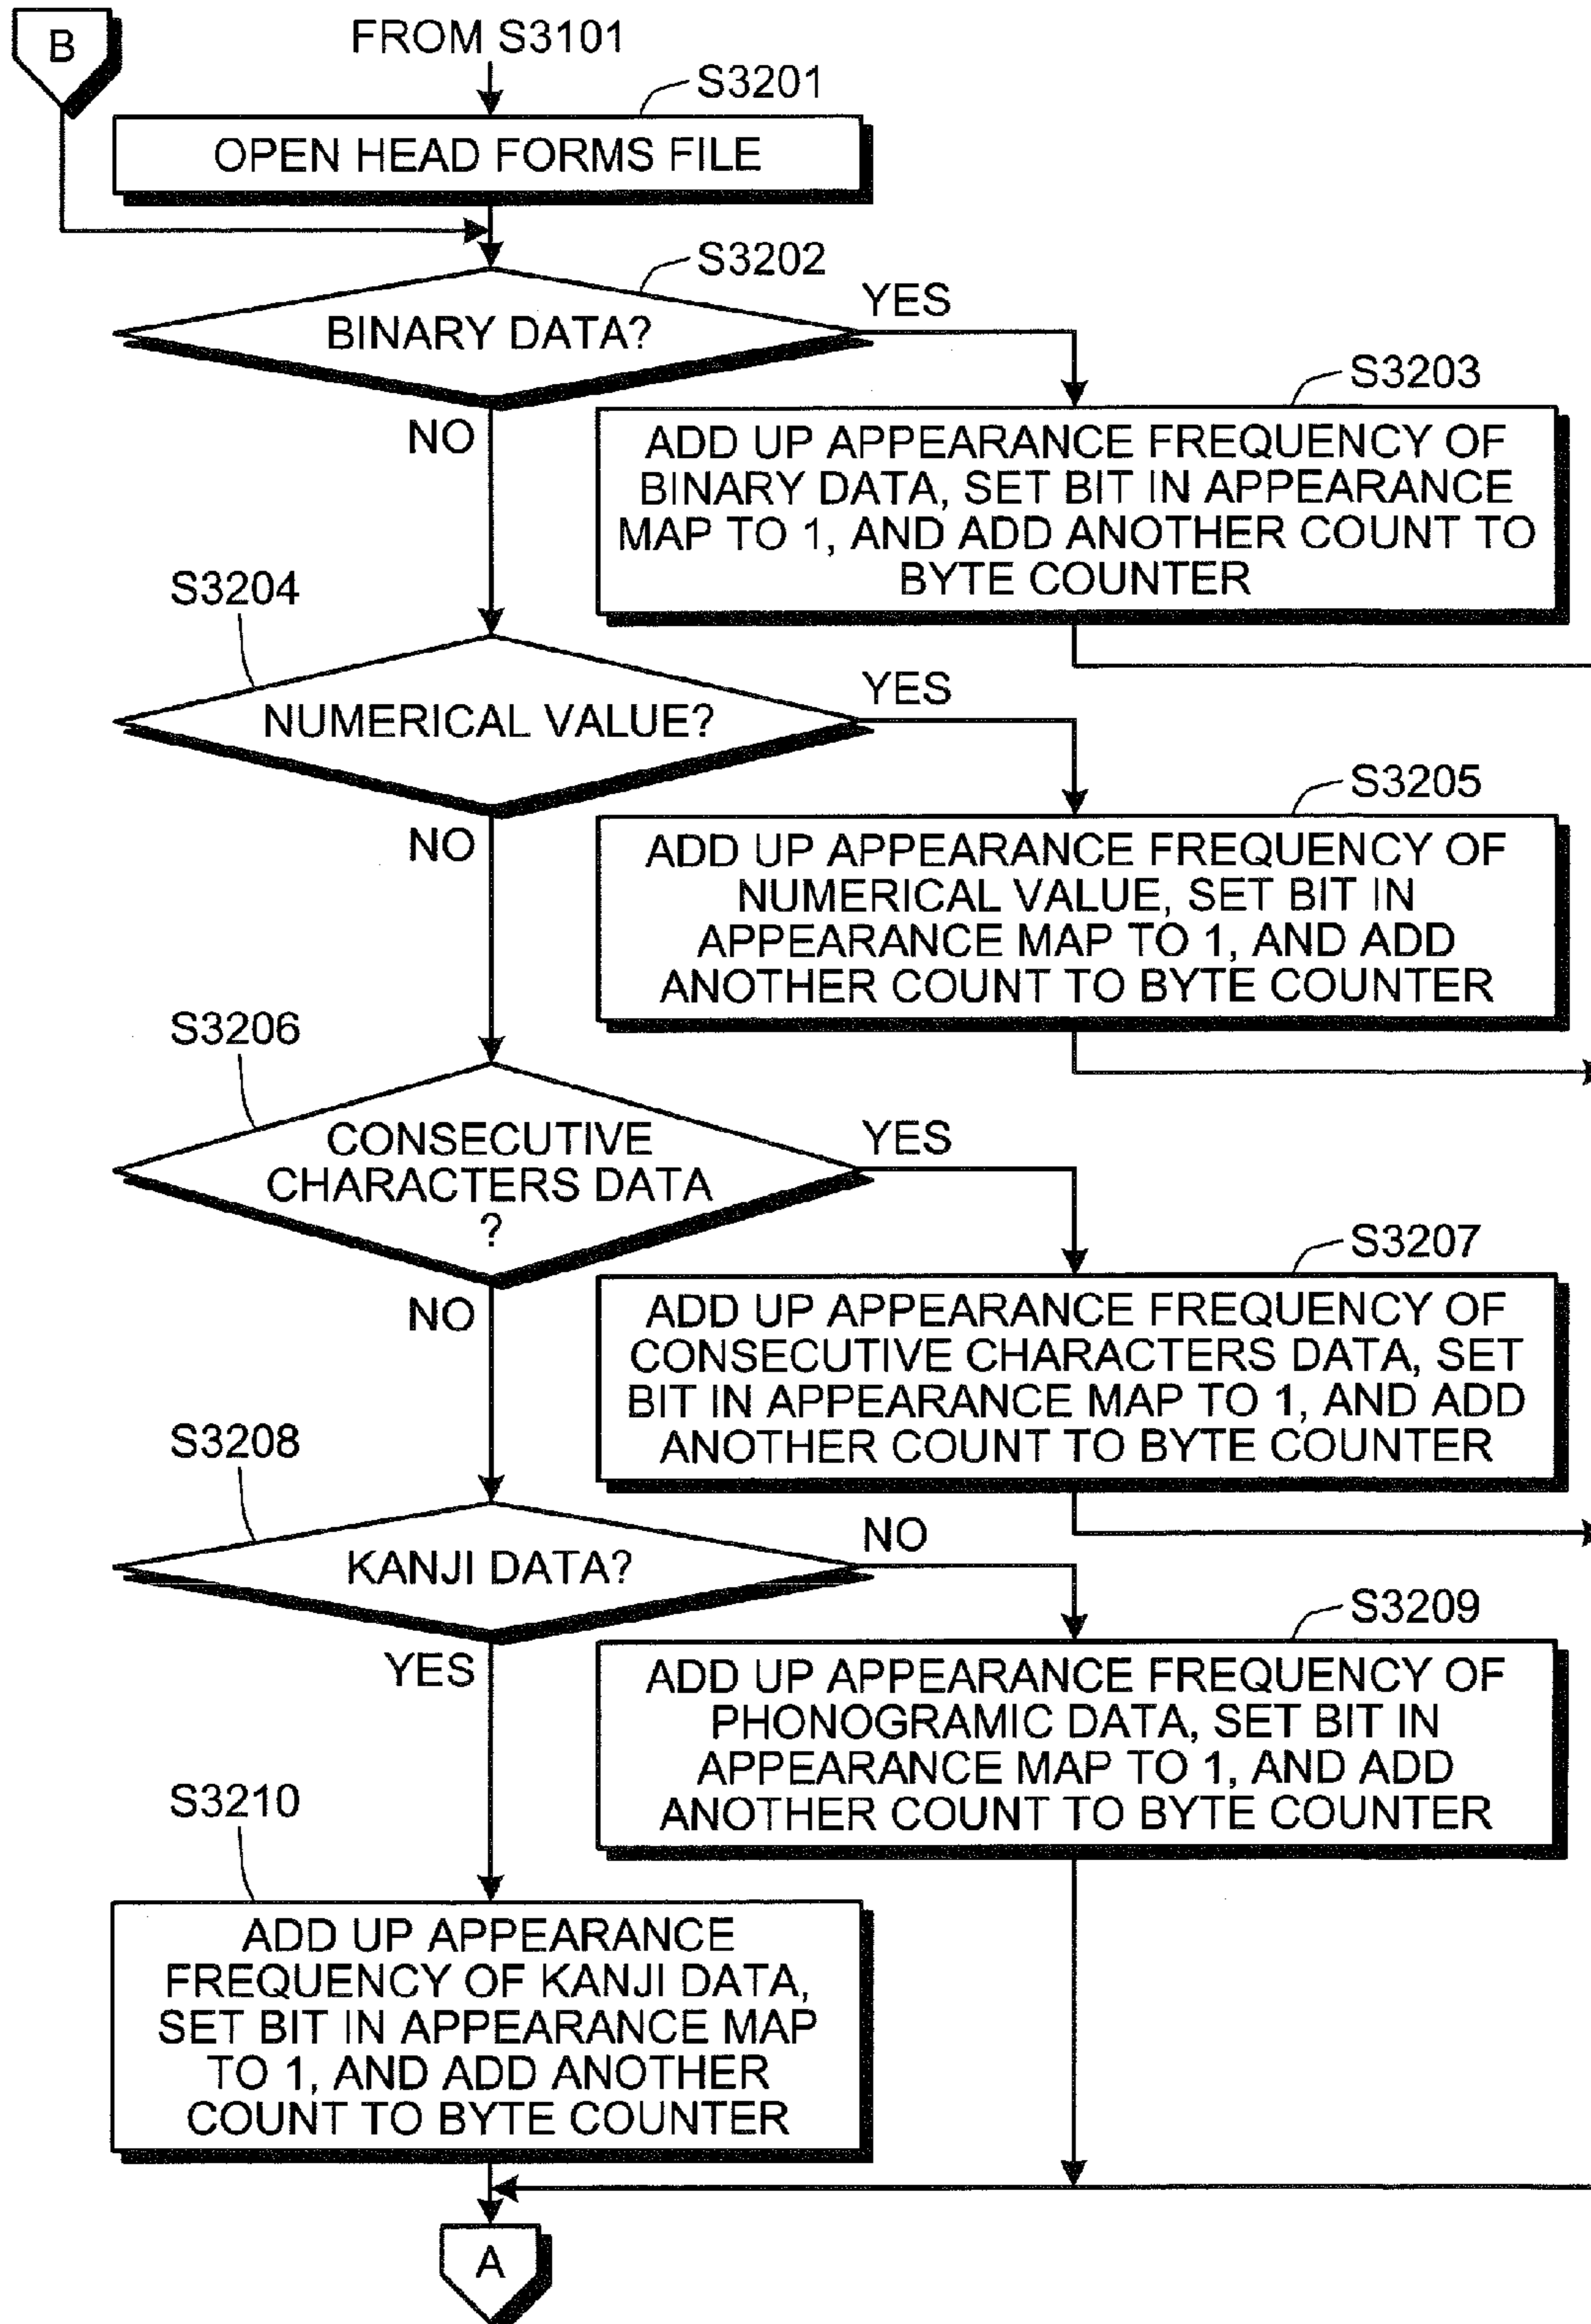 B
FROM S3101
S3201
OPEN HEAD FORMS FILE
S3202
BINARY DATA?
YES
NO
S3203
ADD UP APPEARANCE FREQUENCY OF
BINARY DATA, SET BIT IN APPEARANCE
MAP TO 1, AND ADD ANOTHER COUNT TO
BYTE COUNTER
S3204
NUMERICAL VALUE?
YES
NO
S3205
ADD UP APPEARANCE FREQUENCY OF
NUMERICAL VALUE, SET BIT IN
APPEARANCE MAP TO 1, AND ADD
ANOTHER COUNT TO BYTE COUNTER
S3206
CONSECUTIVE
CHARACTERS DATA
?
YES
NO
S3207
ADD UP APPEARANCE FREQUENCY OF
CONSECUTIVE CHARACTERS DATA, SET
BIT IN APPEARANCE MAP TO 1, AND ADD
ANOTHER COUNT TO BYTE COUNTER
S3208
KANJI DATA?
NO
YES
S3209
ADD UP APPEARANCE FREQUENCY OF
PHONOGRAMIC DATA, SET BIT IN
APPEARANCE MAP TO 1, AND ADD
ANOTHER COUNT TO BYTE COUNTER
S3210
ADD UP APPEARANCE
FREQUENCY OF KANJI DATA,
SET BIT IN APPEARANCE MAP
TO 1, AND ADD ANOTHER
COUNT TO BYTE COUNTER
A